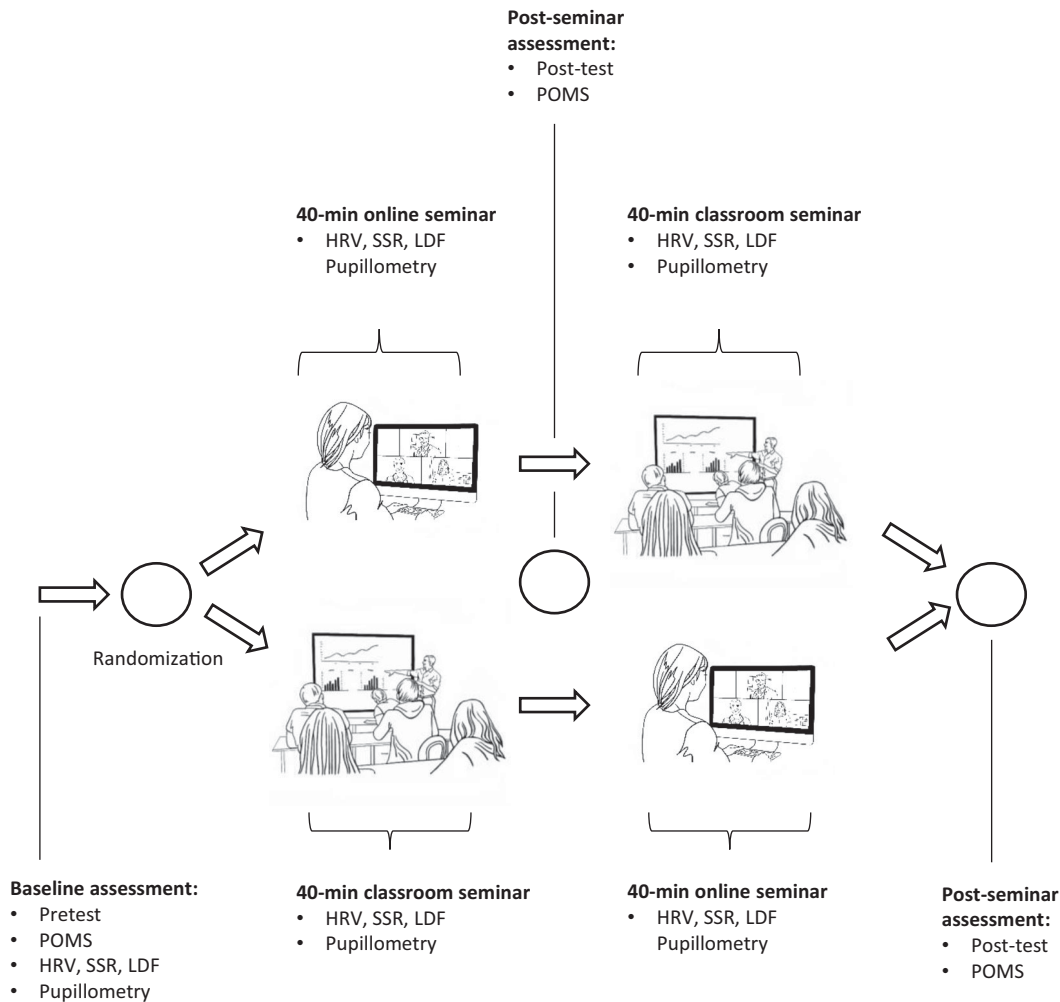 Post-seminar
assessment:
• Post-test
• POMS
40-min online seminar
• HRV, SSR, LDF
Pupillometry
40-min classroom seminar
• HRV, SSR, LDF
• Pupillometry
Randomization
Baseline assessment:
• Pretest
• POMS
• HRV, SSR, LDF
• Pupillometry
40-min classroom seminar
• HRV, SSR, LDF
• Pupillometry
40-min online seminar
• HRV, SSR, LDF
Pupillometry
Post-seminar
assessment:
• Post-test
• POMS